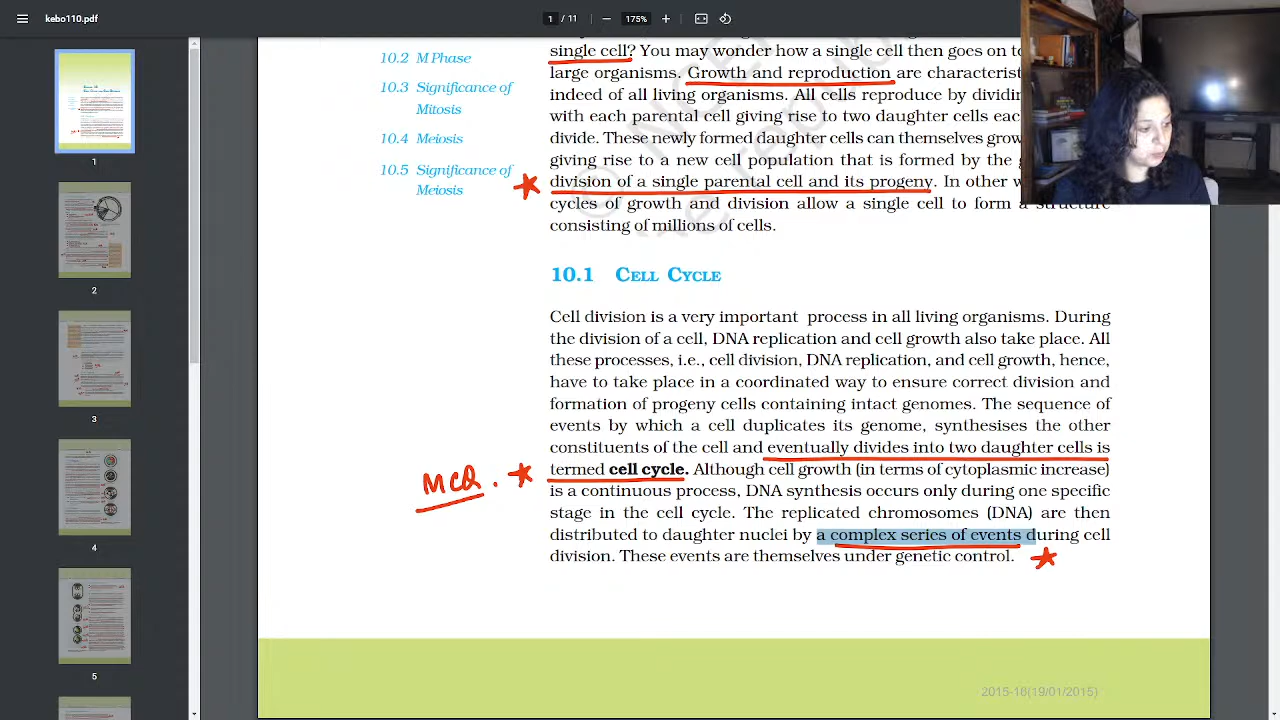 kebo110.pdf
1 / 11
175%
10.2 M Phase
10.3 Significance of
Mitosis
10.4 Meiosis
10.5 Significance of
Meiosis
single cell? You may wonder how a single cell then goes on to
large organisms. Growth and reproduction are characterist
indeed of all living organisms. All cells reproduce by dividin
with each parental cell giving rise to two daughter cells eac
divide. These newly formed daughter cells can themselves grow
giving rise to a new cell population that is formed by the g
division of a single parental cell and its progeny. In other w
cycles of growth and division allow a single cell to form a structure
consisting of millions of cells.
10.1 CELL CYCLE
Cell division is a very important process in all living organisms. During
the division of a cell, DNA replication and cell growth also take place. All
these processes, i.e., cell division, DNA replication, and cell growth, hence,
have to take place in a coordinated way to ensure correct division and
formation of progeny cells containing intact genomes. The sequence of
events by which a cell duplicates its genome, synthesises the other
constituents of the cell and eventually divides into two daughter cells is
termed cell cycle. Although cell growth (in terms of cytoplasmic increase)
is a continuous process, DNA synthesis occurs only during one specific
stage in the cell cycle. The replicated chromosomes (DNA) are then
distributed to daughter nuclei by a complex series of events during cell
division. These events are themselves under genetic control.
MCQ.
2015-16(19/01/2015)
1
2
3
4
5